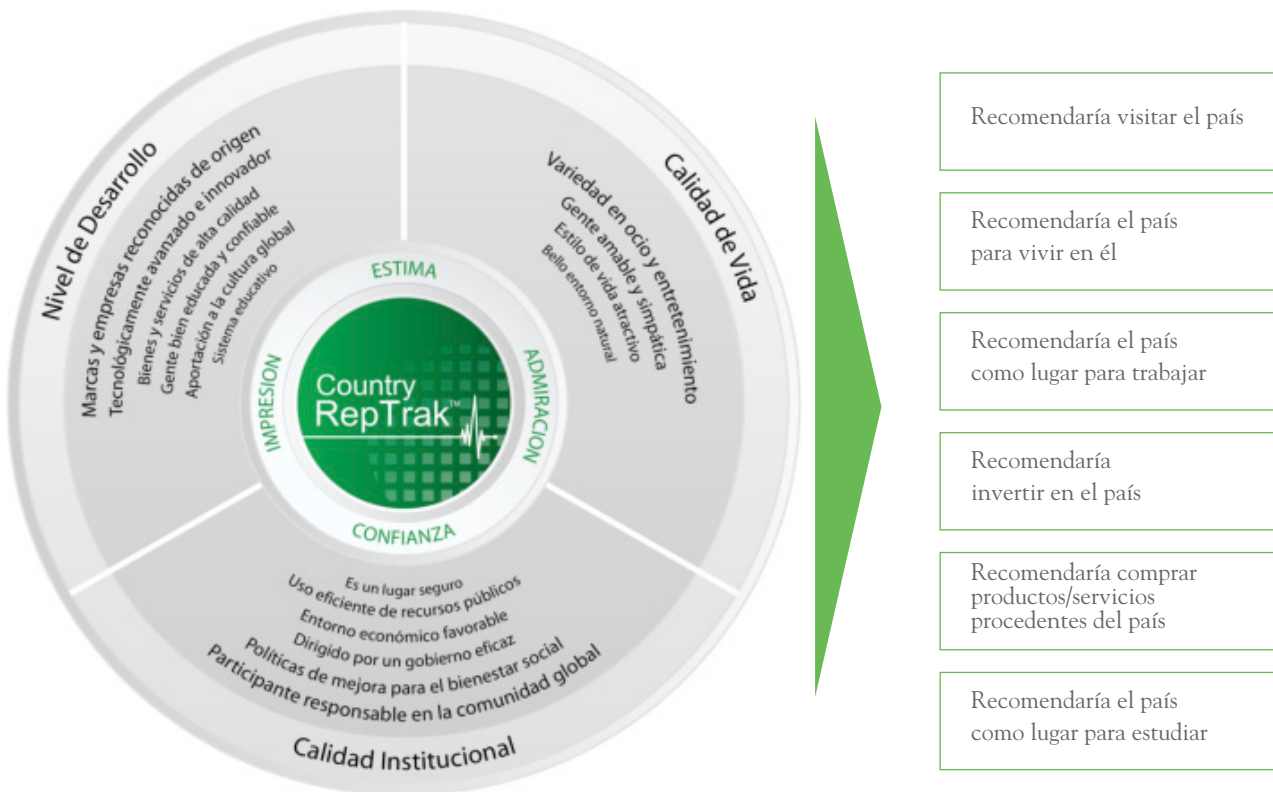 Nivel de Desarrollo
Marcas y empresas reconocidas de origen
Tecnológicamente avanzado e innovador
Bienes y servicios de alta calidad
Gente bien educada y confiable
Aportación a la cultura global
Sistema educativo
Calidad de Vida
Variedad en ocio y entretenimiento
Gente amable y simpática
Estilo de vida atractivo
Bello entorno natural
ESTIMA
ADMIRACION
CONFIANZA
IMPRESION
Country
RepTrak™
Es un lugar seguro
Uso eficiente de recursos públicos
Entorno económico favorable
Dirigido por un gobierno eficaz
Políticas de mejora para el bienestar social
Participante responsable en la comunidad global
Calidad Institucional
Recomendaría visitar el país
Recomendaría el país
para vivir en él
Recomendaría el país
como lugar para trabajar
Recomendaría
invertir en el país
Recomendaría comprar
productos/servicios
procedentes del país
Recomendaría el país
como lugar para estudiar